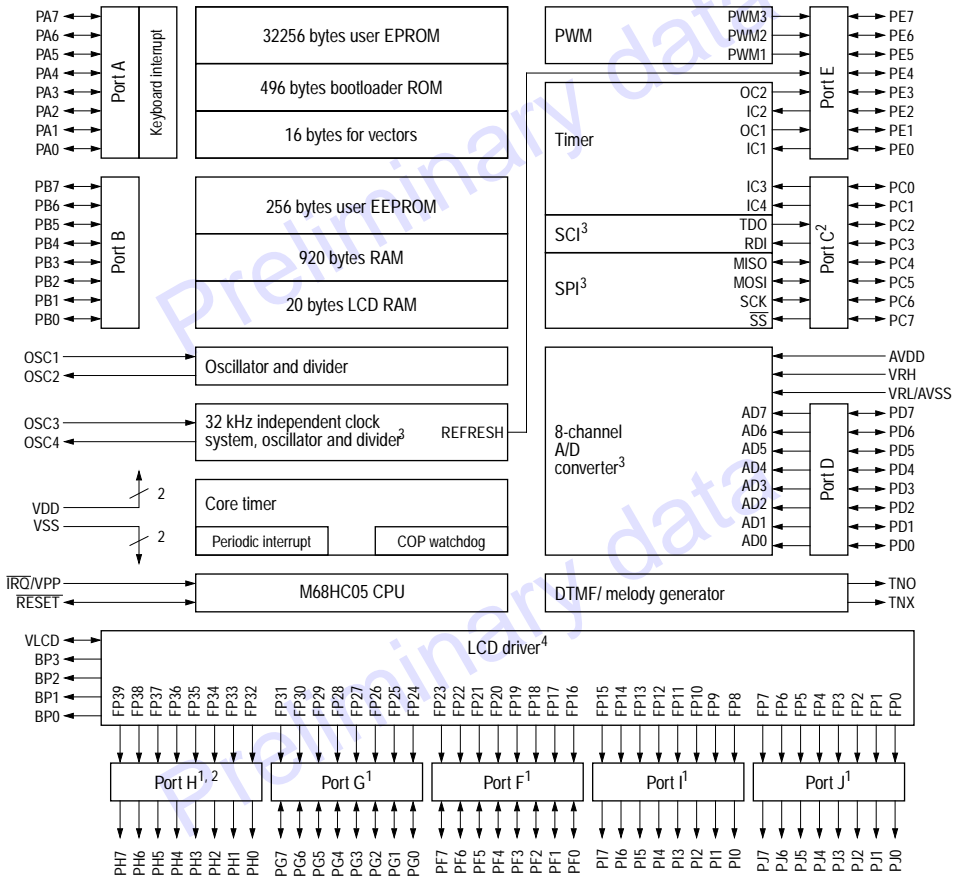 PA7
PA6
PA5
PA4
PA3
PA2
PA1
PA0
Port A
Keyboard interrupt
32256 bytes user EPROM
496 bytes bootloader ROM
16 bytes for vectors
PWM
PWM3
PWM2
PWM1
Timer
OC2
IC2
OC1
IC1
IC3
IC4
Port E
PE7
PE6
PE5
PE4
PE3
PE2
PE1
PE0
PB7
PB6
PB5
PB4
PB3
PB2
PB1
PB0
Port B
256 bytes user EEPROM
920 bytes RAM
20 bytes LCD RAM
SCI3
TDO
RDI
SPI3
MISO
MOSI
SCK
SS
Port C2
PC0
PC1
PC2
PC3
PC4
PC5
PC6
PC7
OSC1
OSC2
Oscillator and divider
OSC3
OSC4
32 kHz independent clock
system, oscillator and divider3
REFRESH
8-channel
A/D
converter3
AD7
AD6
AD5
AD4
AD3
AD2
AD1
AD0
AVDD
VRH
VRL/AVSS
Port D
PD7
PD6
PD5
PD4
PD3
PD2
PD1
PD0
VDD
VSS
2
2
Core timer
Periodic interrupt
COP watchdog
IRQ/VPP
RESET
M68HC05 CPU
DTMF/ melody generator
TNO
TNX
VLCD
BP3
BP2
BP1
BP0
LCD driver4
FP39
FP38
FP37
FP36
FP35
FP34
FP33
FP32
FP31
FP30
FP29
FP28
FP27
FP26
FP25
FP24
FP23
FP22
FP21
FP20
FP19
FP18
FP17
FP16
FP15
FP14
FP13
FP12
FP11
FP10
FP9
FP8
FP7
FP6
FP5
FP4
FP3
FP2
FP1
FP0
Port H1, 2
Port G1
Port F1
Port I1
Port J1
PH7
PH6
PH5
PH4
PH3
PH2
PH1
PH0
PG7
PG6
PG5
PG4
PG3
PG2
PG1
PG0
PF7
PF6
PF5
PF4
PF3
PF2
PF1
PF0
PI7
PI6
PI5
PI4
PI3
PI2
PI1
PI0
PJ7
PJ6
PJ5
PJ4
PJ3
PJ2
PJ1
PJ0
Preliminary data
Preliminary data